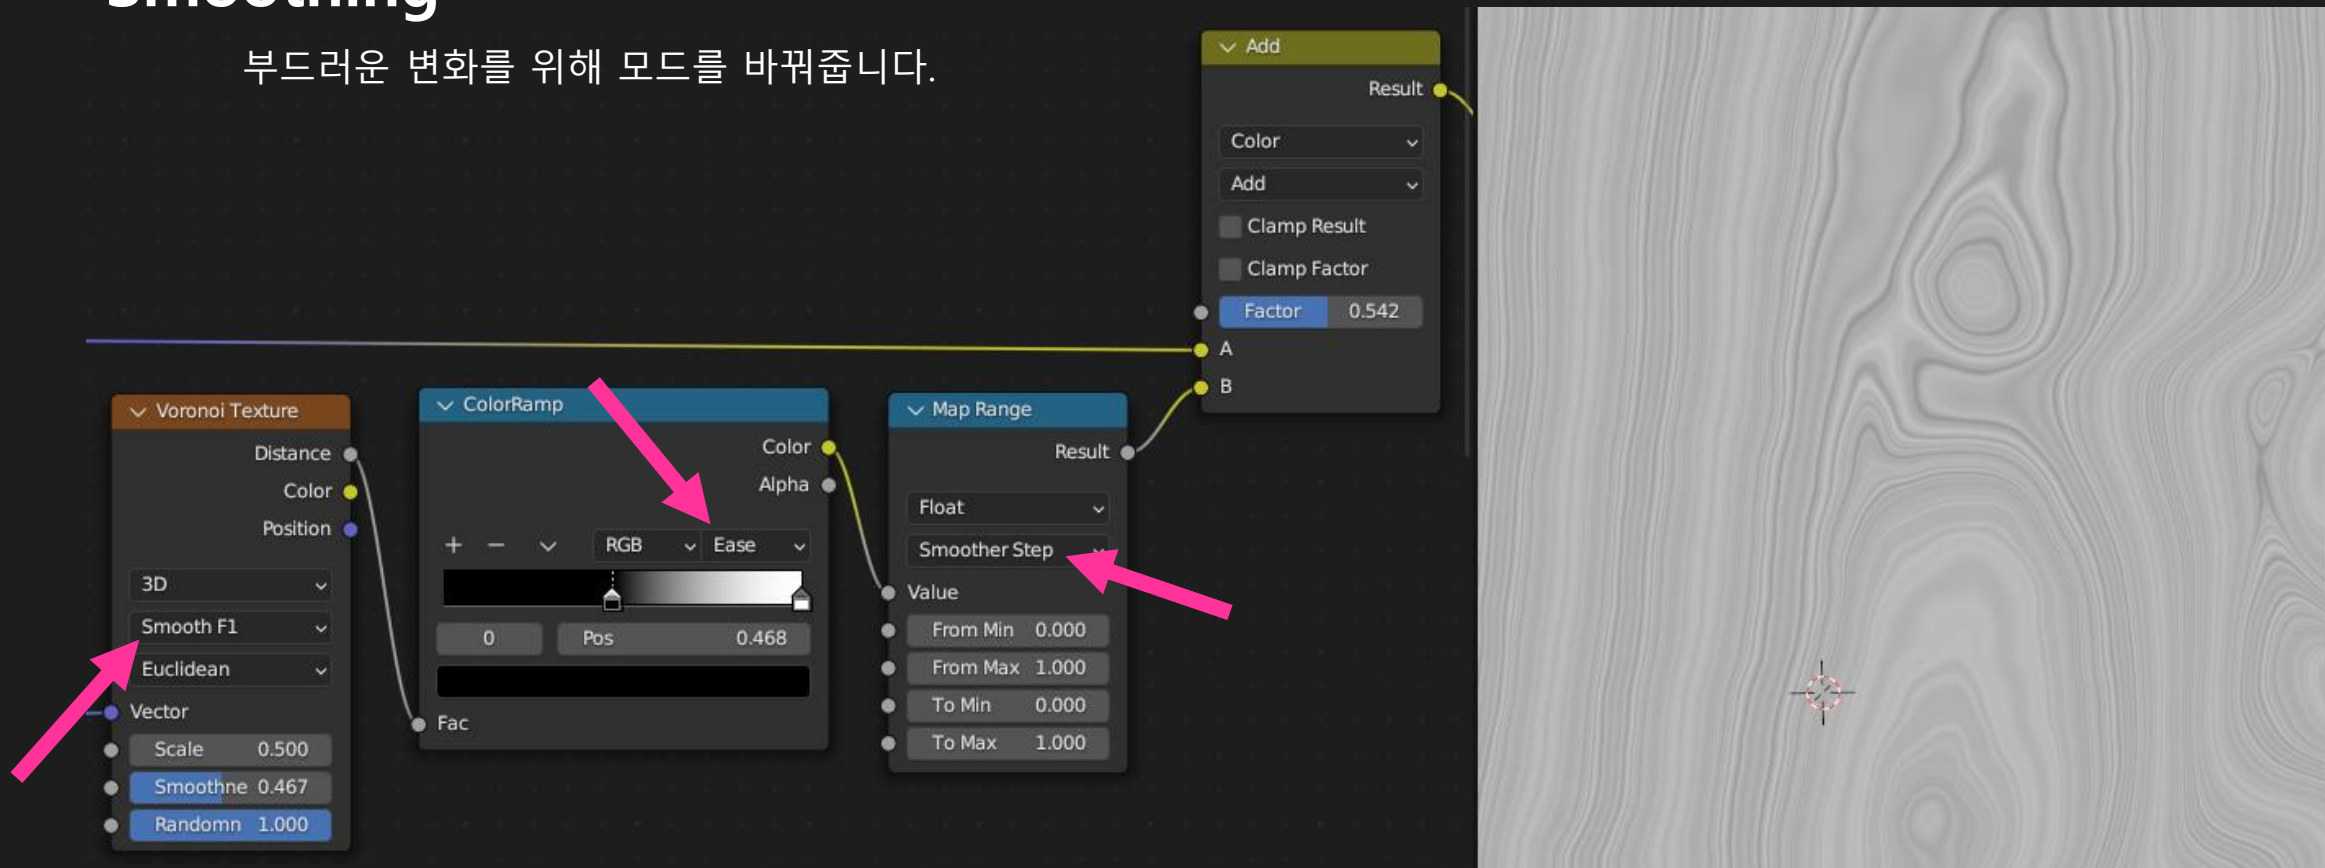 Smoothing
부드러운 변화를 위해 모드를 바꿔줍니다.
Add
Result
Color
Add
Clamp Result
Clamp Factor
Factor 0.542
A
B
Voronoi Texture
Distance
Color
Position
3D
Smooth F1
Euclidean
Vector
Scale 0.500
Smoothne 0.467
Randomn 1.000
ColorRamp
Color
Alpha
+ − RGB Ease
0 Pos 0.468
Fac
Map Range
Result
Float
Smoother Step
Value
From Min 0.000
From Max 1.000
To Min 0.000
To Max 1.000